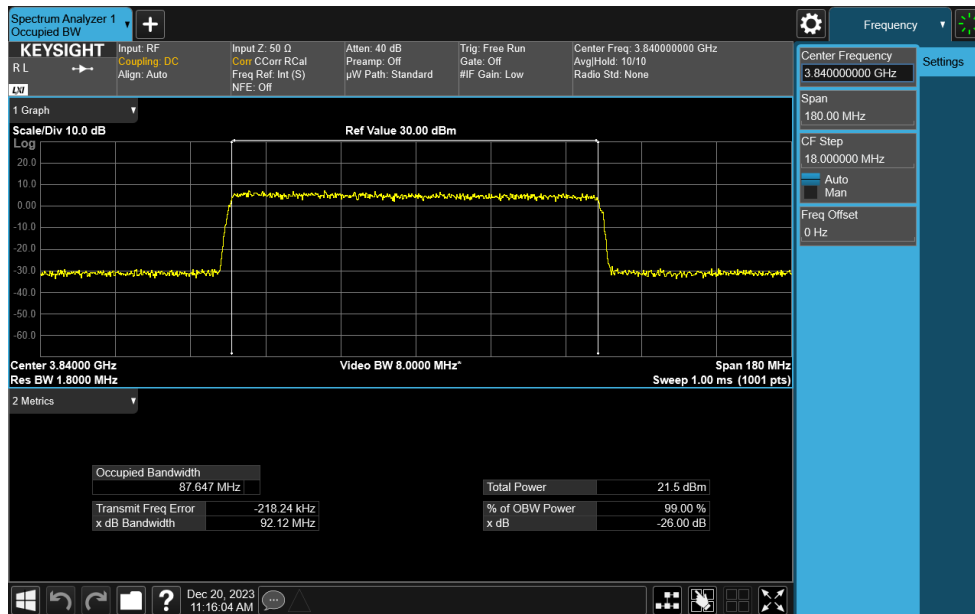 Spectrum Analyzer 1
Occupied BW
Frequency
KEYSIGHT
R L
LXI
Input: RF
Coupling: DC
Align: Auto
Input Z: 50 Ω
Corr CCorr RCal
Freq Ref: Int (S)
NFE: Off
Atten: 40 dB
Preamp: Off
µW Path: Standard
Trig: Free Run
Gate: Off
#IF Gain: Low
Center Freq: 3.840000000 GHz
Avg|Hold: 10/10
Radio Std: None
Center Frequency
3.840000000 GHz
Settings
Span
180.00 MHz
CF Step
18.000000 MHz
Auto
Man
Freq Offset
0 Hz
1 Graph
Scale/Div 10.0 dB
Ref Value 30.00 dBm
Log
20.0
10.0
0.00
-10.0
-20.0
-30.0
-40.0
-50.0
-60.0
Center 3.84000 GHz
Video BW 8.0000 MHz*
Span 180 MHz
Res BW 1.8000 MHz
Sweep 1.00 ms (1001 pts)
2 Metrics
Occupied Bandwidth
87.647 MHz
Total Power 21.5 dBm
Transmit Freq Error -218.24 kHz
% of OBW Power 99.00 %
x dB Bandwidth 92.12 MHz
x dB -26.00 dB
?
Dec 20, 2023
11:16:04 AM